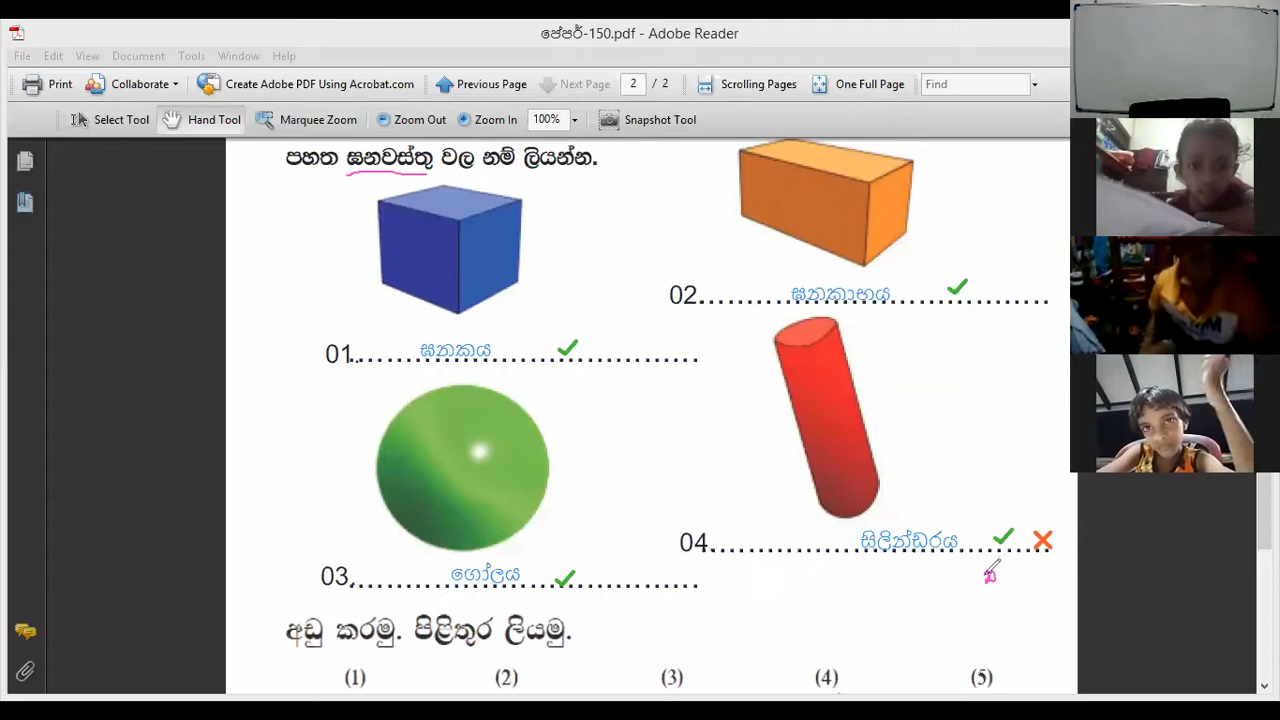 පේපර්-150.pdf - Adobe Reader
File Edit View Document Tools Window Help
Print Collaborate Create Adobe PDF Using Acrobat.com Previous Page Next Page 2 / 2 Scrolling Pages One Full Page Find
Select Tool Hand Tool Marquee Zoom Zoom Out Zoom In 100% Snapshot Tool
පහත ඝනවස්තු වල නම් ලියන්න.
02. ඝනකාභය
01. ඝනකය
04. සිලින්ඩරය
03. ගෝලය
අඩු කරමු. පිළිතුර ලියමු.
(1) (2) (3) (4) (5)